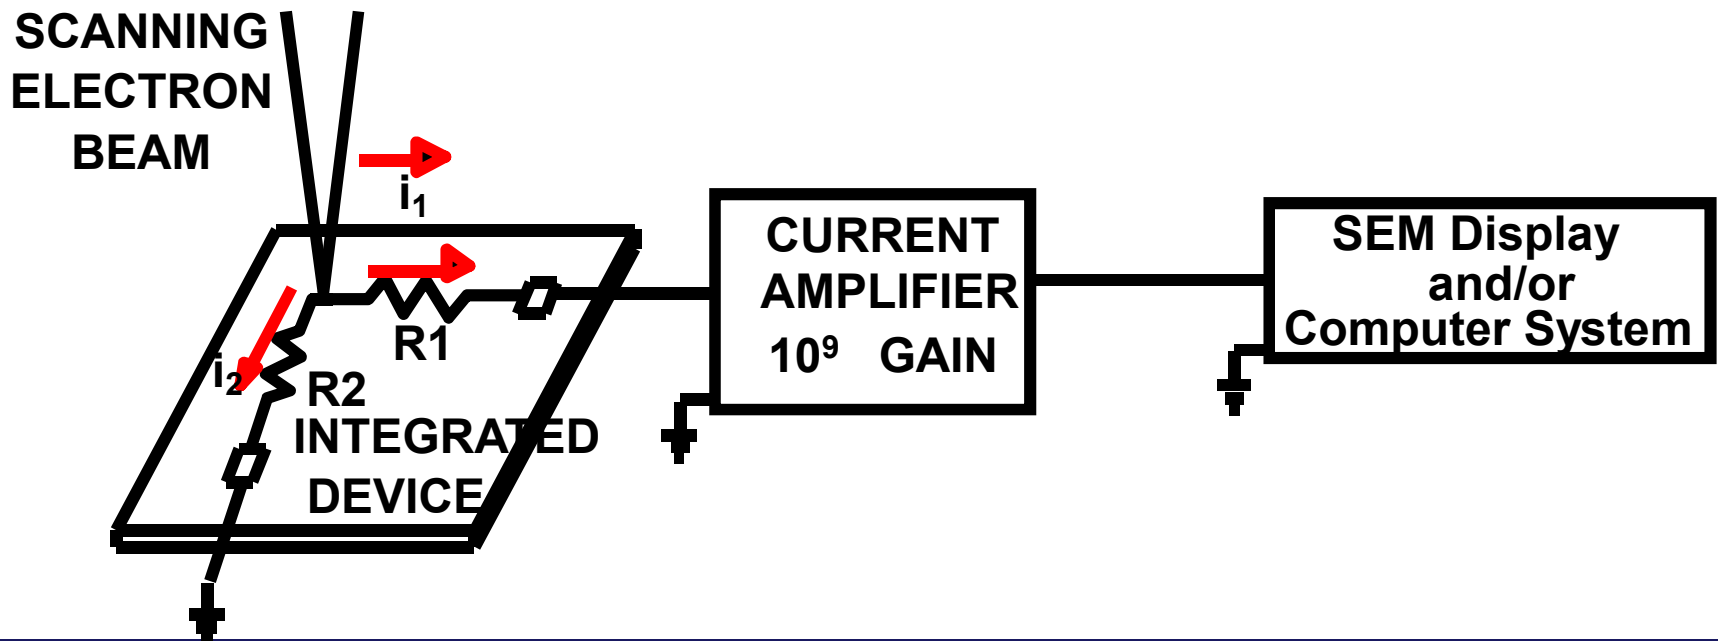 SCANNING
ELECTRON
BEAM
i₁
R1
i₂
R2
INTEGRATED
DEVICE
CURRENT
AMPLIFIER
10⁹ GAIN
SEM Display
and/or
Computer System